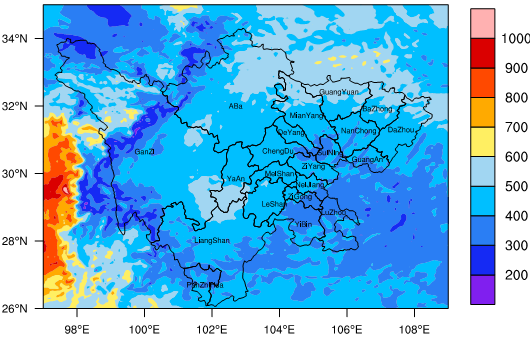 34°N
32°N
30°N
28°N
26°N
98°E
100°E
102°E
104°E
106°E
108°E
1000
900
800
700
600
500
400
300
200
ABa
GuangYuan
BaZhong
MianYang
NanChong
DaZhou
DeYang
GanZi
ChengDu
SuiNing
GuangAn
ZiYang
MeiShan
YaAn
NeiJiang
ZiGong
LeShan
LuZhou
YiBin
LiangShan
PanZhiHua